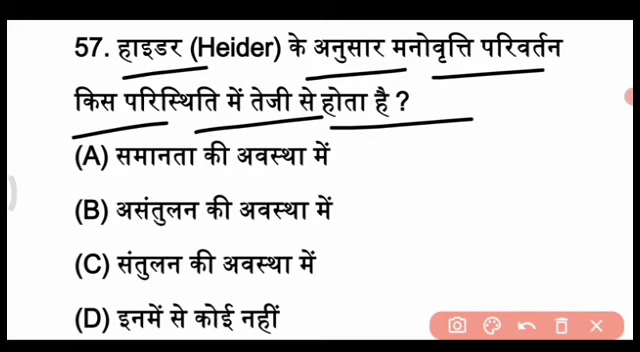 57. हाइडर (Heider) के अनुसार मनोवृत्ति परिवर्तन
किस परिस्थिति में तेजी से होता है ?
(A) समानता की अवस्था में
(B) असंतुलन की अवस्था में
(C) संतुलन की अवस्था में
(D) इनमें से कोई नहीं